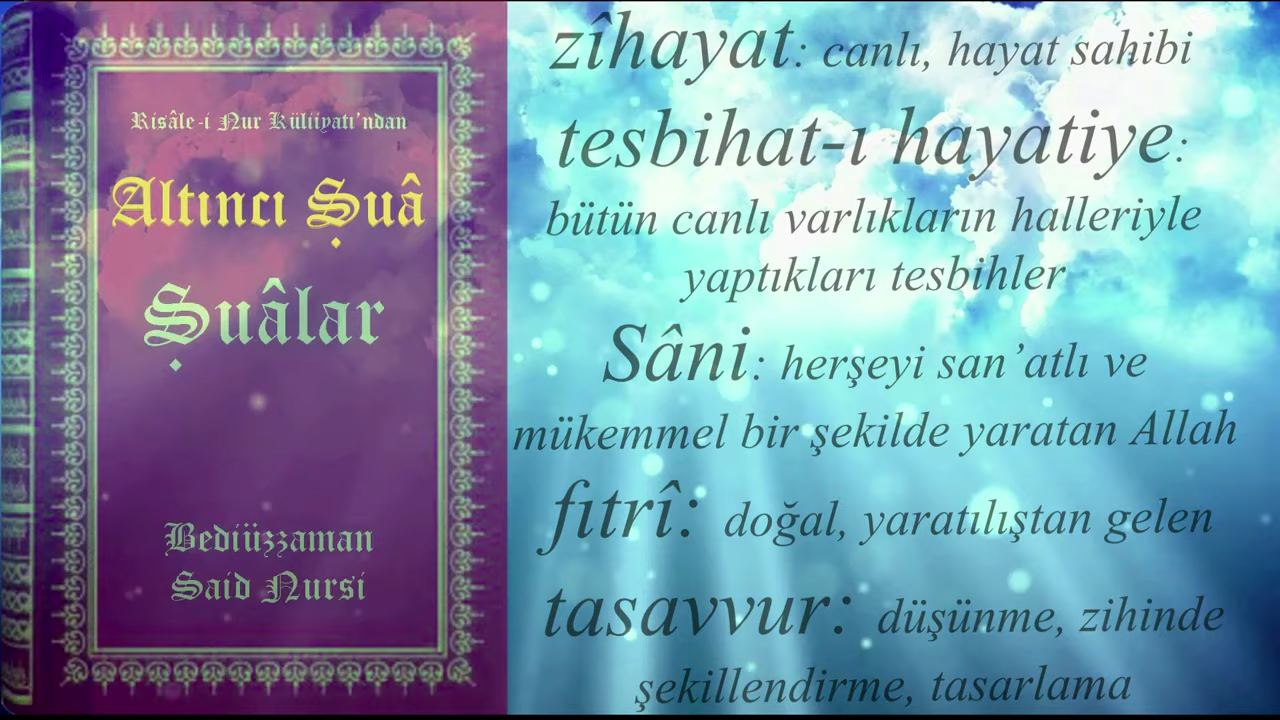 Risâle-i Nur Külliyatı'ndan
Altıncı Şuâ
Şuâlar
Bediüzzaman
Said Nursi
zîhayat: canlı, hayat sahibi
tesbihat-ı hayatiye:
bütün canlı varlıkların halleriyle
yaptıkları tesbihler
Sâni: herşeyi san’atlı ve
mükemmel bir şekilde yaratan Allah
fıtrî: doğal, yaratılıştan gelen
tasavvur: düşünme, zihinde
şekillendirme, tasarlama